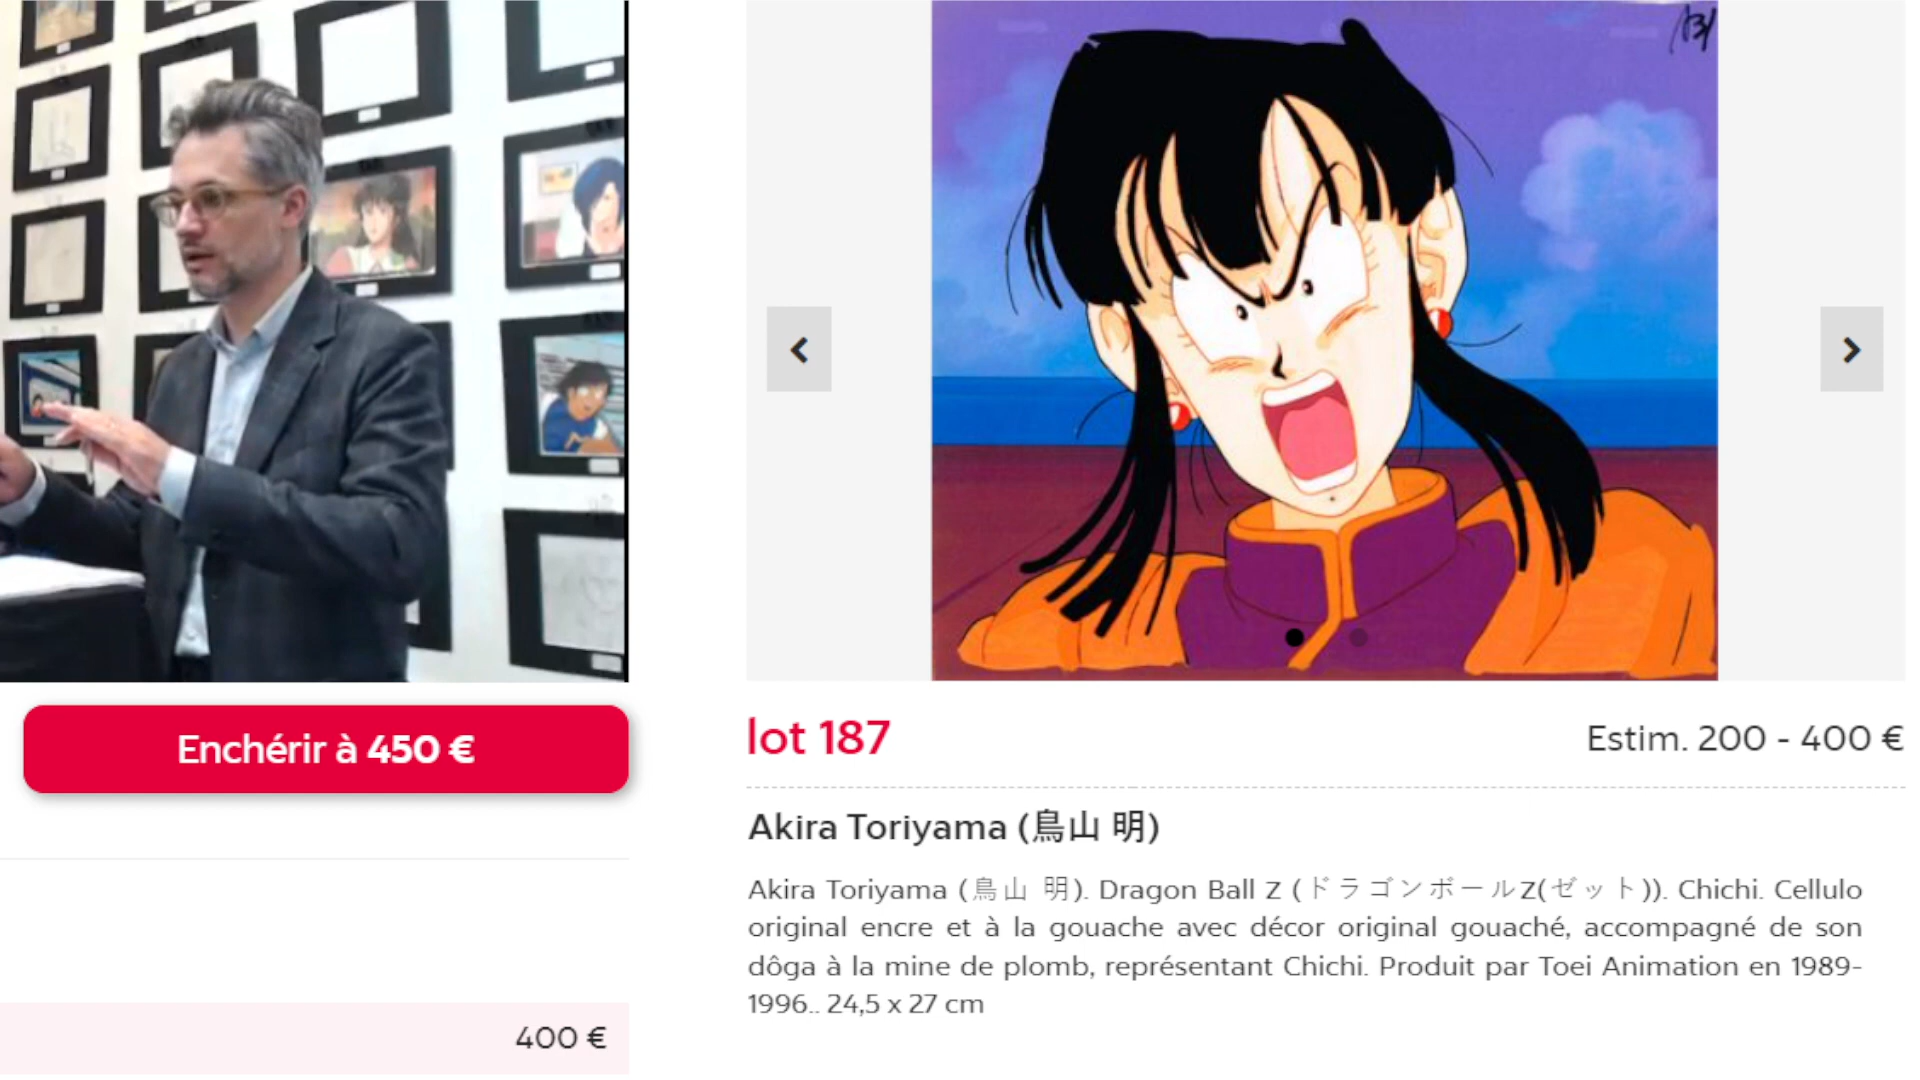 Enchérir à 450 €
400 €
lot 187
Estim. 200 - 400 €
Akira Toriyama (鳥山 明)
Akira Toriyama (鳥山 明). Dragon Ball Z (ドラゴンボールZ(ゼット)). Chichi. Cellulo
original encre et à la gouache avec décor original gouaché, accompagné de son
dôga à la mine de plomb, représentant Chichi. Produit par Toei Animation en 1989-
1996.. 24,5 x 27 cm